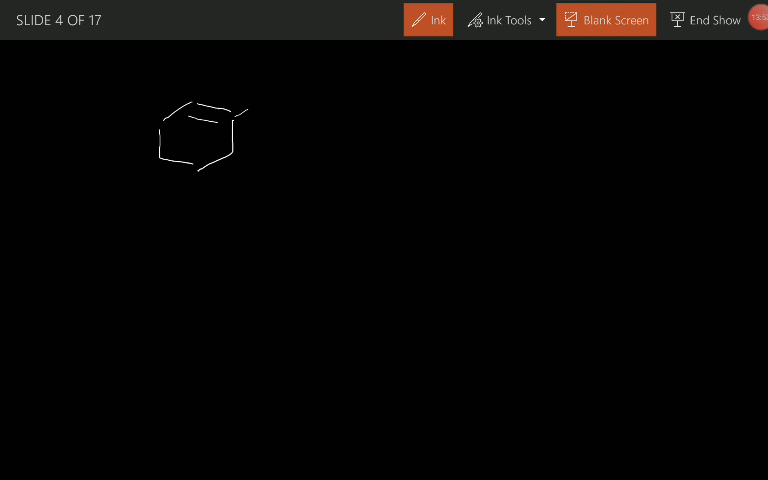 SLIDE 4 OF 17
Ink
Ink Tools
Blank Screen
End Show